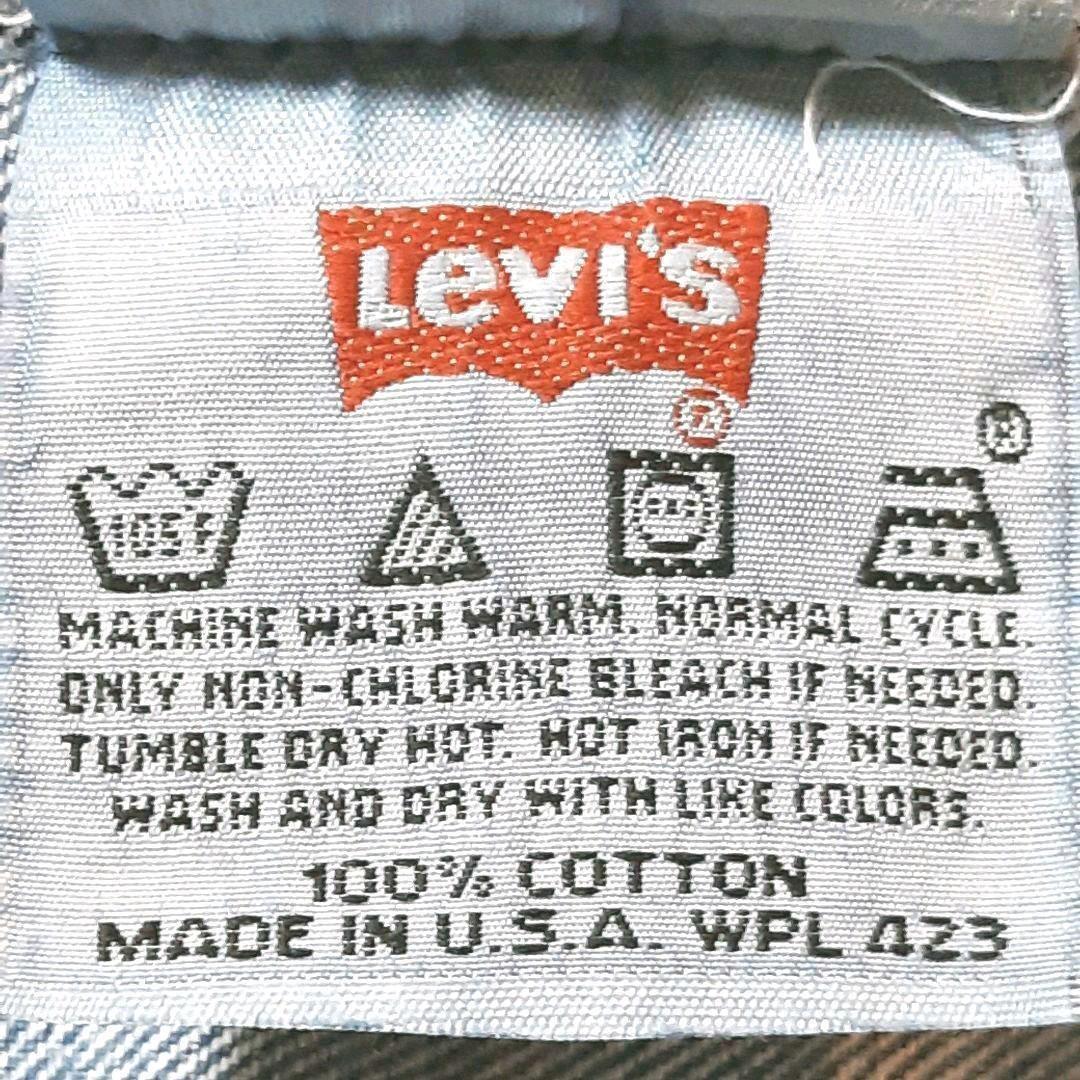 Levi's
®
®
105F
MACHINE WASH WARM. NORMAL CYCLE.
ONLY NON-CHLORINE BLEACH IF NEEDED.
TUMBLE DRY HOT. HOT IRON IF NEEDED.
WASH AND DRY WITH LIKE COLORS.
100% COTTON
MADE IN U.S.A. WPL 423